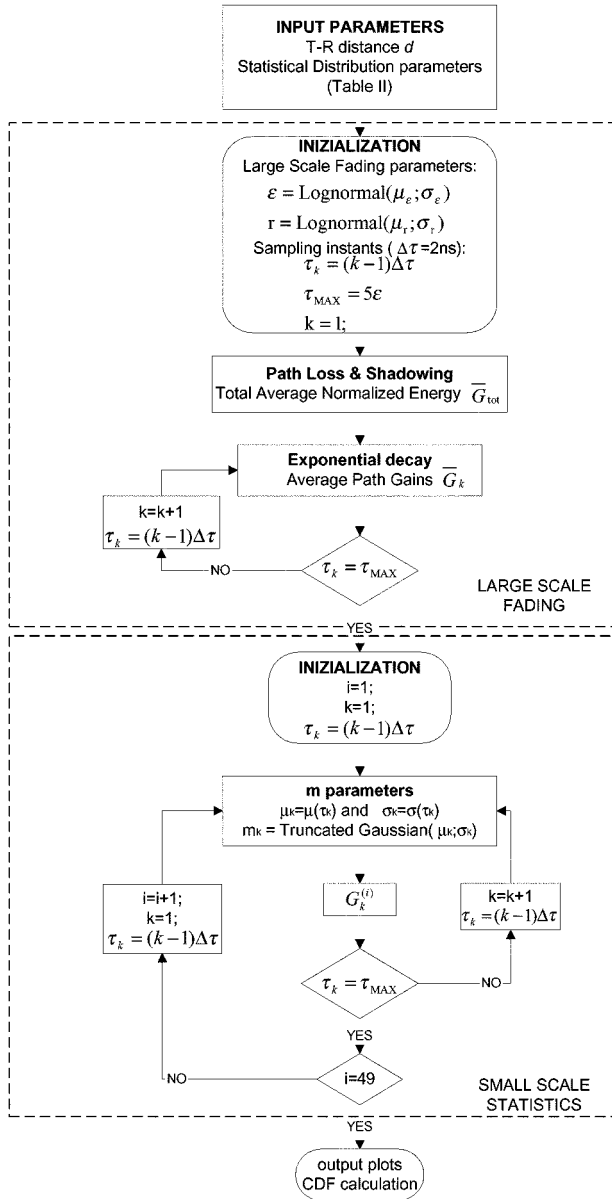 INPUT PARAMETERS
T-R distance d
Statistical Distribution parameters
(Table II)
INIZIALIZATION
Large Scale Fading parameters:
ε = Lognormal(με;σε)
r = Lognormal(μr;σr)
Sampling instants ( Δτ=2ns):
τk = (k−1)Δτ
τMAX = 5ε
k = 1;
Path Loss & Shadowing
Total Average Normalized Energy G̅tot
Exponential decay
Average Path Gains G̅k
k=k+1
τk = (k−1)Δτ
NO
τk = τMAX
LARGE SCALE
FADING
YES
INIZIALIZATION
i=1;
k=1;
τk = (k−1)Δτ
m parameters
μk=μ(τk) and σk=σ(τk)
mk = Truncated Gaussian( μk;σk)
i=i+1;
k=1;
τk = (k−1)Δτ
Gk(i)
k=k+1
τk = (k−1)Δτ
τk = τMAX
NO
YES
NO
i=49
SMALL SCALE
STATISTICS
YES
output plots
CDF calculation